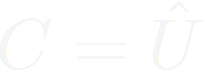 C = Û